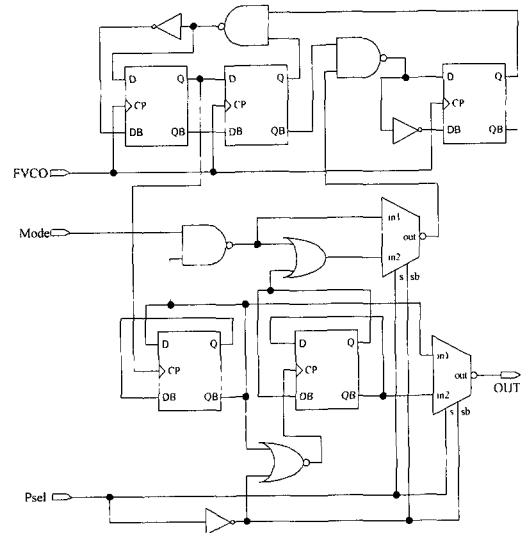 D Q D Q D Q
CP CP CP
DB QB DB QB DB QB
FVCO
Mode
in1
out
in2
s sb
D Q D Q
in1
CP CP
out
DB QB DB QB in2
OUT
s sb
Psel